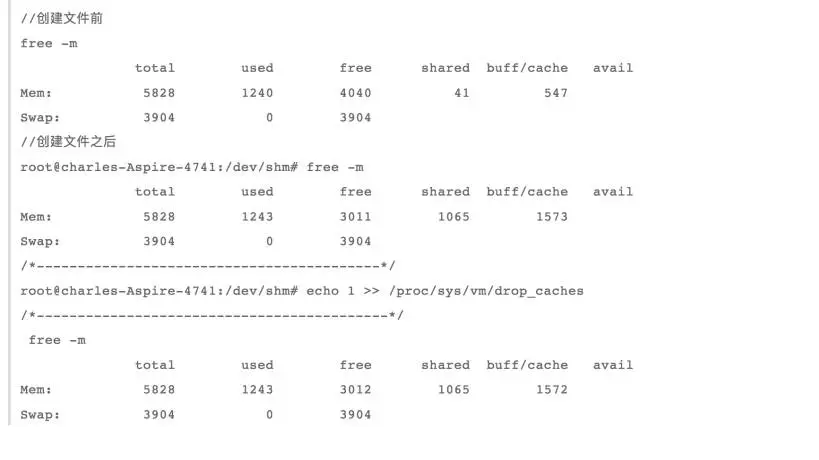 //创建文件前
free -m
total used free shared buff/cache avail
Mem: 5828 1240 4040 41 547
Swap: 3904 0 3904
//创建文件之后
root@charles-Aspire-4741:/dev/shm# free -m
total used free shared buff/cache avail
Mem: 5828 1243 3011 1065 1573
Swap: 3904 0 3904
/*------------------------------------------*/
root@charles-Aspire-4741:/dev/shm# echo 1 >> /proc/sys/vm/drop_caches
/*-------------------------------------------*/
free -m
total used free shared buff/cache avail
Mem: 5828 1243 3012 1065 1572
Swap: 3904 0 3904